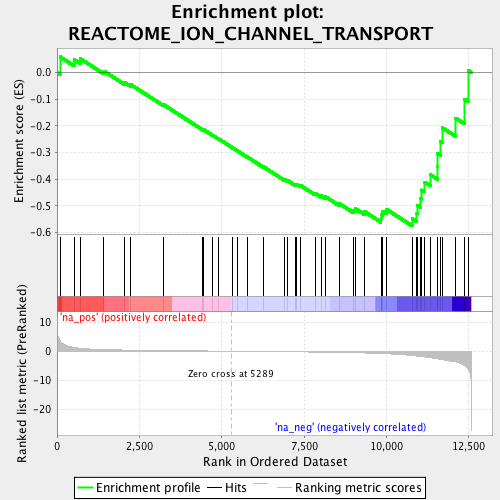 Enrichment plot:
REACTOME_ION_CHANNEL_TRANSPORT
Enrichment score (ES)
0.0
-0.1
-0.2
-0.3
-0.4
-0.5
-0.6
'na_pos' (positively correlated)
Ranked list metric (PreRanked)
10
5
0
-5
-10
-20
Zero cross at 5289
'na_neg' (negatively correlated)
0
2,500
5,000
7,500
10,000
12,500
Rank in Ordered Dataset
Enrichment profile
Hits
Ranking metric scores